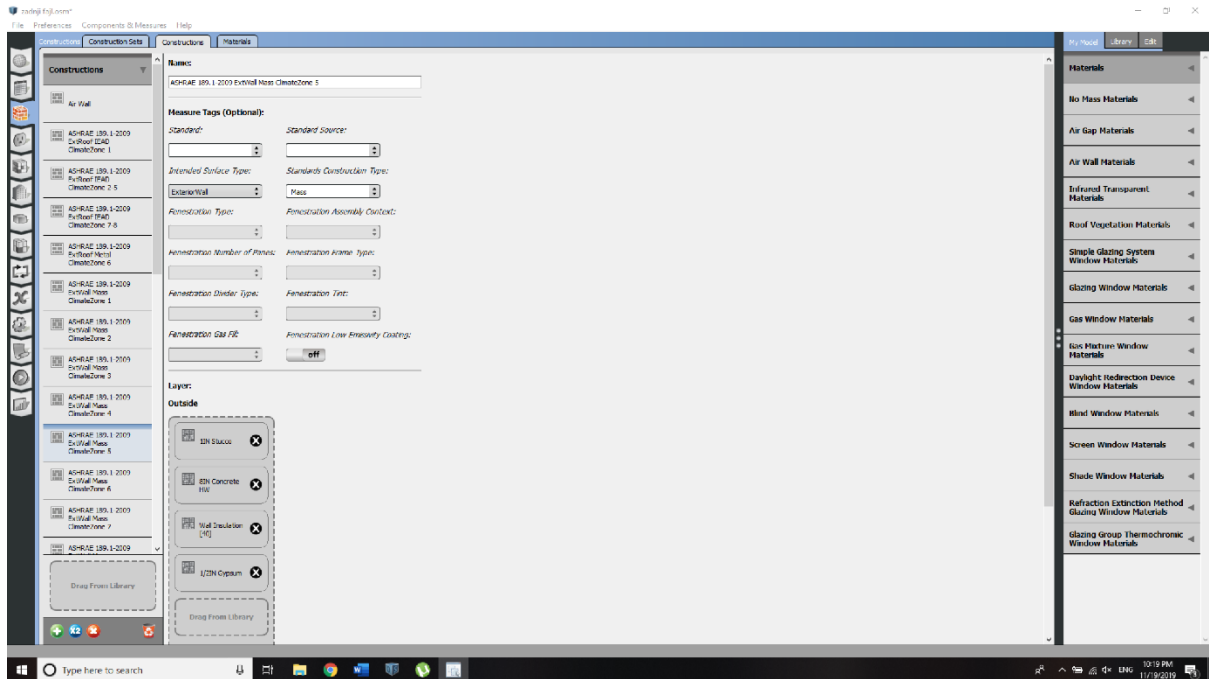 zadnji fajl.osm*
File Preferences Components & Measures Help
Constructions
Construction Sets
Constructions
Materials
Constructions
Air Wall
ASHRAE 189.1-2009
ExtRoof IEAD
ClimateZone 1
ASHRAE 189.1-2009
ExtRoof IEAD
ClimateZone 2-5
ASHRAE 189.1-2009
ExtRoof IEAD
ClimateZone 7-8
ASHRAE 189.1-2009
ExtRoof Metal
ClimateZone 6
ASHRAE 189.1-2009
ExtWall Mass
ClimateZone 1
ASHRAE 189.1-2009
ExtWall Mass
ClimateZone 2
ASHRAE 189.1-2009
ExtWall Mass
ClimateZone 3
ASHRAE 189.1-2009
ExtWall Mass
ClimateZone 4
ASHRAE 189.1-2009
ExtWall Mass
ClimateZone 5
ASHRAE 189.1-2009
ExtWall Mass
ClimateZone 6
ASHRAE 189.1-2009
ExtWall Mass
ClimateZone 7
ASHRAE 189.1-2009
Drag From Library
x2
Name:
ASHRAE 189.1-2009 ExtWall Mass ClimateZone 5
Measure Tags (Optional):
Standard:
Standard Source:
Intended Surface Type:
Standards Construction Type:
ExteriorWall
Mass
Fenestration Type:
Fenestration Assembly Context:
Fenestration Number of Panes:
Fenestration Frame Type:
Fenestration Divider Type:
Fenestration Tint:
Fenestration Gas Fill:
Fenestration Low Emissivity Coating:
off
Layer:
Outside
1IN Stucco
8IN Concrete
HW
Wall Insulation
[40]
1/2IN Gypsum
Drag From Library
My Model
Library
Edit
Materials
No Mass Materials
Air Gap Materials
Air Wall Materials
Infrared Transparent
Materials
Roof Vegetation Materials
Simple Glazing System
Window Materials
Glazing Window Materials
Gas Window Materials
Gas Mixture Window
Materials
Daylight Redirection Device
Window Materials
Blind Window Materials
Screen Window Materials
Shade Window Materials
Refraction Extinction Method
Glazing Window Materials
Glazing Group Thermochromic
Window Materials
Type here to search
ENG
10:19 PM
11/19/2019